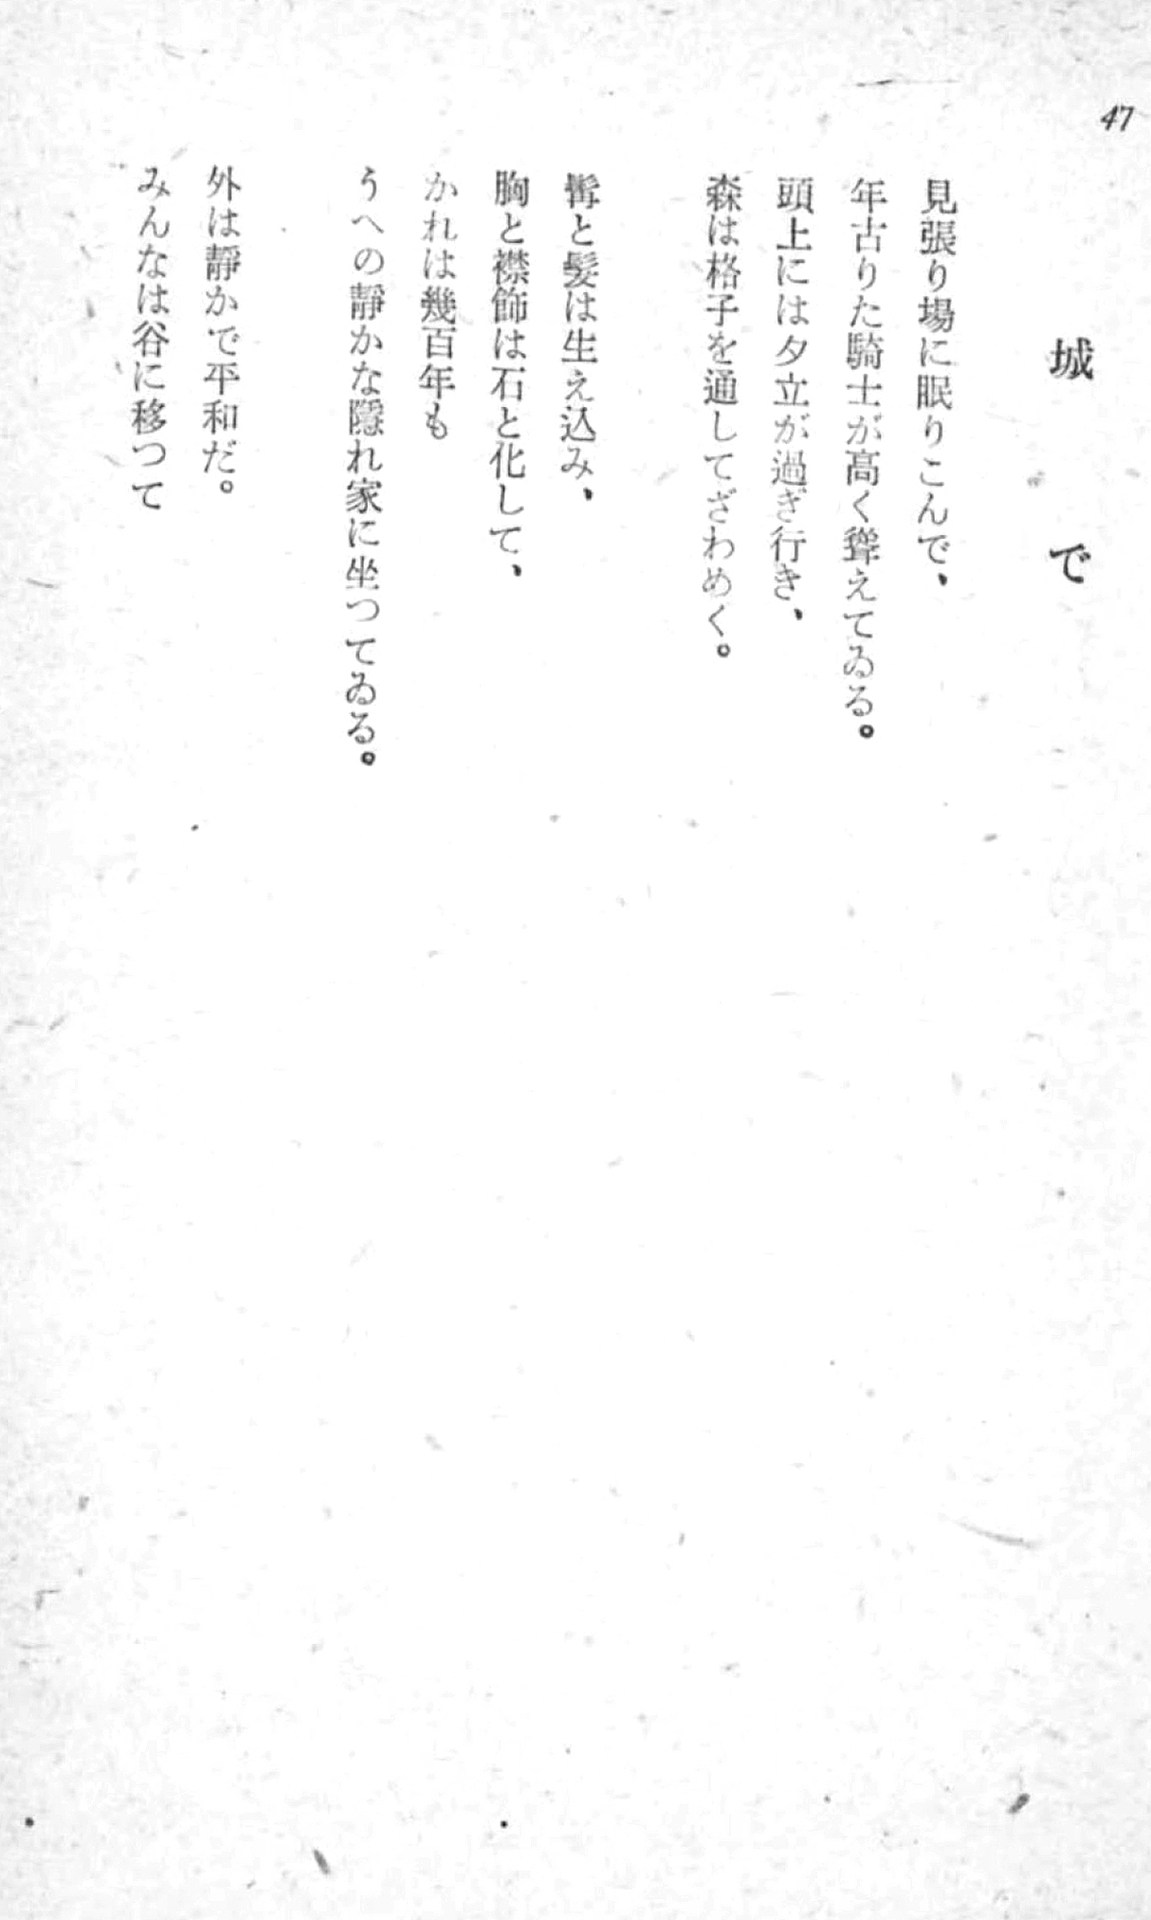 47
城で
見張り場に眠りこんで、
年古りた騎士が高く聳えてゐる。
頭上には夕立が過ぎ行き、
森は格子を通してざわめく。
髯と髪は生え込み、
胸と襟飾は石と化して、
かれは幾百年も
うへの靜かな隱れ家に坐つてゐる。
外は靜かで平和だ。
みんなは谷に移つて